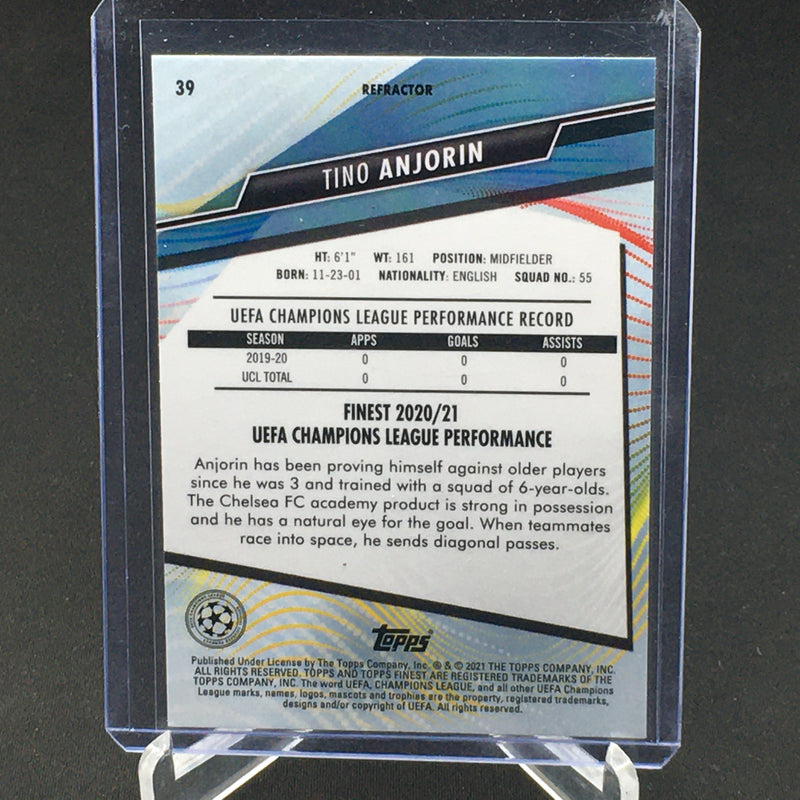 39
REFRACTOR
TINO ANJORIN
HT: 6'1" WT: 161 POSITION: MIDFIELDER
BORN: 11-23-01 NATIONALITY: ENGLISH SQUAD NO.: 55
UEFA CHAMPIONS LEAGUE PERFORMANCE RECORD
SEASON APPS GOALS ASSISTS
2019-20 0 0 0
UCL TOTAL 0 0 0
FINEST 2020/21
UEFA CHAMPIONS LEAGUE PERFORMANCE
Anjorin has been proving himself against older players
since he was 3 and trained with a squad of 6-year-olds.
The Chelsea FC academy product is strong in possession
and he has a natural eye for the goal. When teammates
race into space, he sends diagonal passes.
topps
Published Under License by The Topps Company, Inc. ® & © 2021 THE TOPPS COMPANY, INC.
ALL RIGHTS RESERVED. TOPPS AND TOPPS FINEST ARE REGISTERED TRADEMARKS OF THE
TOPPS COMPANY, INC. The word UEFA, CHAMPIONS LEAGUE, and all other UEFA Champions
League marks, names, logos, mascots and trophies are the property, registered trademarks,
designs and/or copyright of UEFA. All rights reserved.